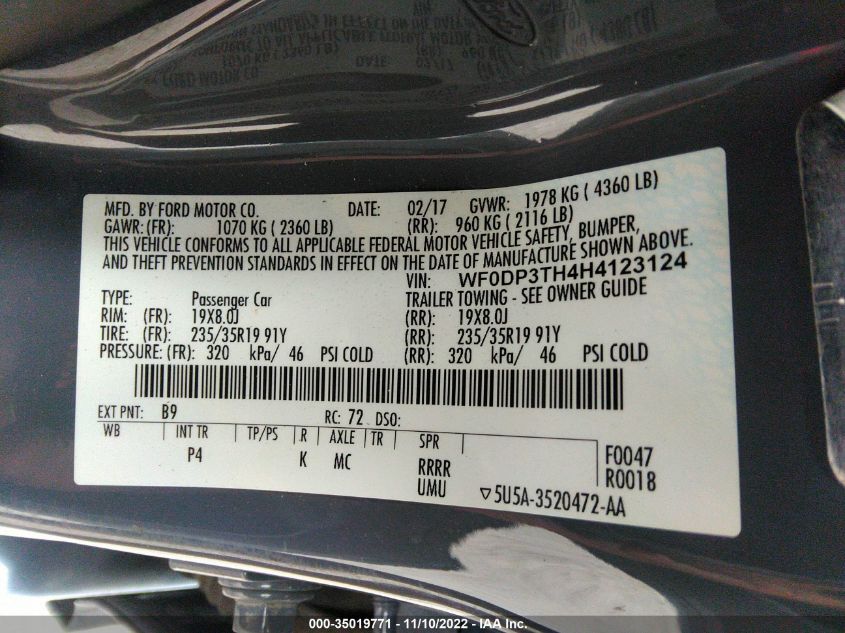 MFD. BY FORD MOTOR CO. DATE: 02/17 GVWR: 1978 KG ( 4360 LB)
GAWR: (FR): 1070 KG ( 2360 LB) (RR): 960 KG ( 2116 LB)
THIS VEHICLE CONFORMS TO ALL APPLICABLE FEDERAL MOTOR VEHICLE SAFETY, BUMPER,
AND THEFT PREVENTION STANDARDS IN EFFECT ON THE DATE OF MANUFACTURE SHOWN ABOVE.
VIN: WF0DP3TH4H4123124
TYPE: Passenger Car TRAILER TOWING - SEE OWNER GUIDE
RIM: (FR): 19X8.0J (RR): 19X8.0J
TIRE: (FR): 235/35R19 91Y (RR): 235/35R19 91Y
PRESSURE: (FR): 320 kPa/ 46 PSI COLD (RR): 320 kPa/ 46 PSI COLD
EXT PNT: B9 RC: 72 DSO:
WB INT TR TP/PS R AXLE TR SPR
P4 K MC RRRR F0047
UMU R0018
▽5U5A-3520472-AA
000-35019771 - 11/10/2022 - IAA Inc.